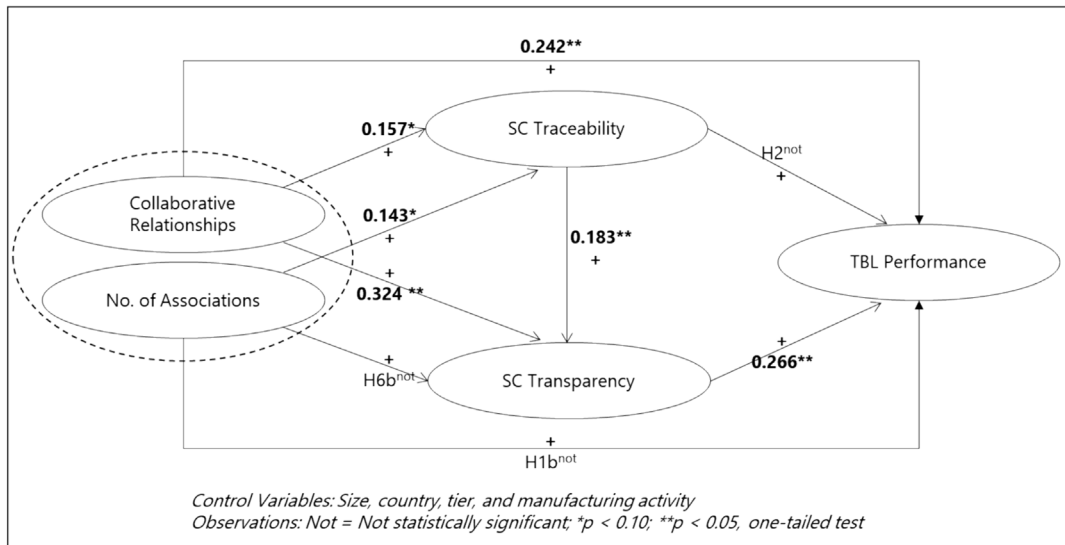 0.242**
+
0.157*
+
SC Traceability
H2not
+
Collaborative
Relationships
0.143*
+
0.183**
+
TBL Performance
No. of Associations
+
0.324 **
+
H6bnot
SC Transparency
+
0.266**
+
H1bnot
Control Variables: Size, country, tier, and manufacturing activity
Observations: Not = Not statistically significant; *p < 0.10; **p < 0.05, one-tailed test